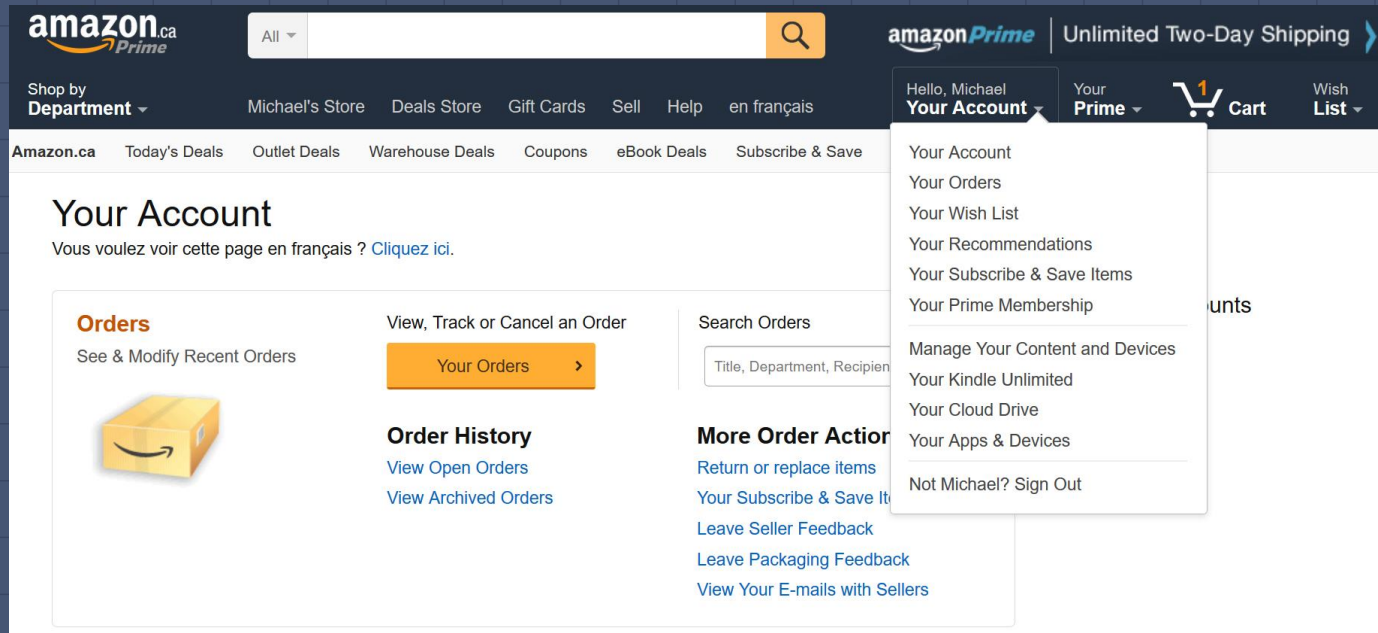 amazon.ca
Prime
All
amazonPrime Unlimited Two-Day Shipping
Shop by
Department
Michael's Store Deals Store Gift Cards Sell Help en français
Hello, Michael
Your Account
Your
Prime
1
Cart
Wish
List
Amazon.ca Today's Deals Outlet Deals Warehouse Deals Coupons eBook Deals Subscribe & Save
Your Account
Your Orders
Your Wish List
Your Recommendations
Your Subscribe & Save Items
Your Prime Membership
Manage Your Content and Devices
Your Kindle Unlimited
Your Cloud Drive
Your Apps & Devices
Not Michael? Sign Out
Your Account
Vous voulez voir cette page en français ? Cliquez ici.
Orders
See & Modify Recent Orders
View, Track or Cancel an Order
Your Orders
Search Orders
Title, Department, Recipien
Order History
View Open Orders
View Archived Orders
More Order Action
Return or replace items
Your Subscribe & Save Ite
Leave Seller Feedback
Leave Packaging Feedback
View Your E-mails with Sellers
unts